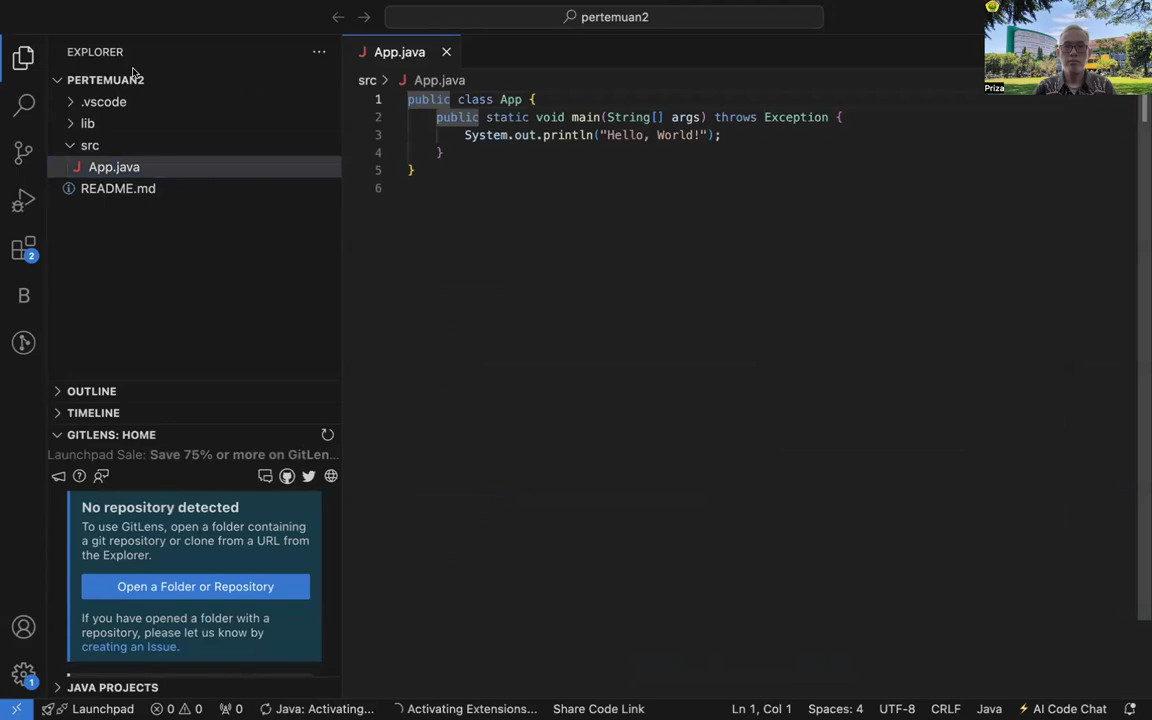 pertemuan2
EXPLORER
App.java
Priza
PERTEMUAN2
src
App.java
.vscode
lib
src
App.java
README.md
1 public class App {
2 public static void main(String[] args) throws Exception {
3 System.out.println("Hello, World!");
4 }
5 }
6
2
B
OUTLINE
TIMELINE
GITLENS: HOME
Launchpad Sale: Save 75% or more on GitLen...
No repository detected
To use GitLens, open a folder containing
a git repository or clone from a URL from
the Explorer.
Open a Folder or Repository
If you have opened a folder with a
repository, please let us know by
creating an Issue.
1
JAVA PROJECTS
Launchpad 0 0 0 Java: Activating... Activating Extensions... Share Code Link Ln 1, Col 1 Spaces: 4 UTF-8 CRLF Java AI Code Chat